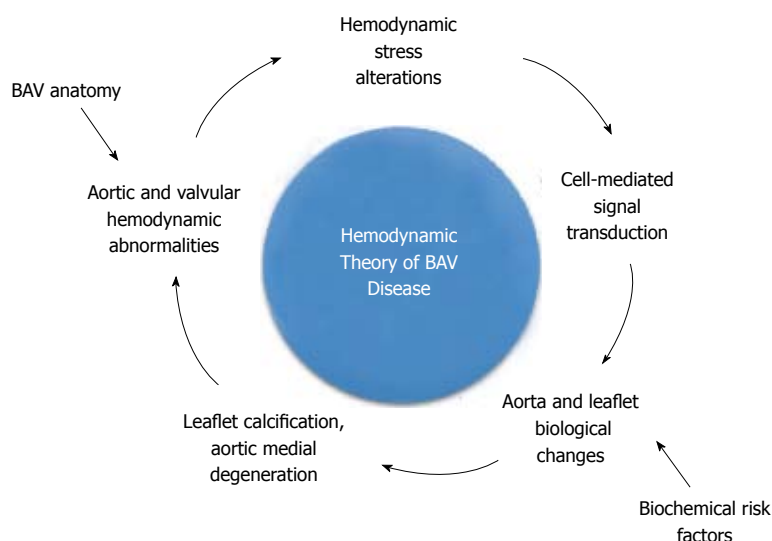 Hemodynamic
stress
alterations
BAV anatomy
Cell-mediated
signal
transduction
Aortic and valvular
hemodynamic
abnormalities
Hemodynamic
Theory of BAV
Disease
Aorta and leaflet
biological
changes
Leaflet calcification,
aortic medial
degeneration
Biochemical risk
factors